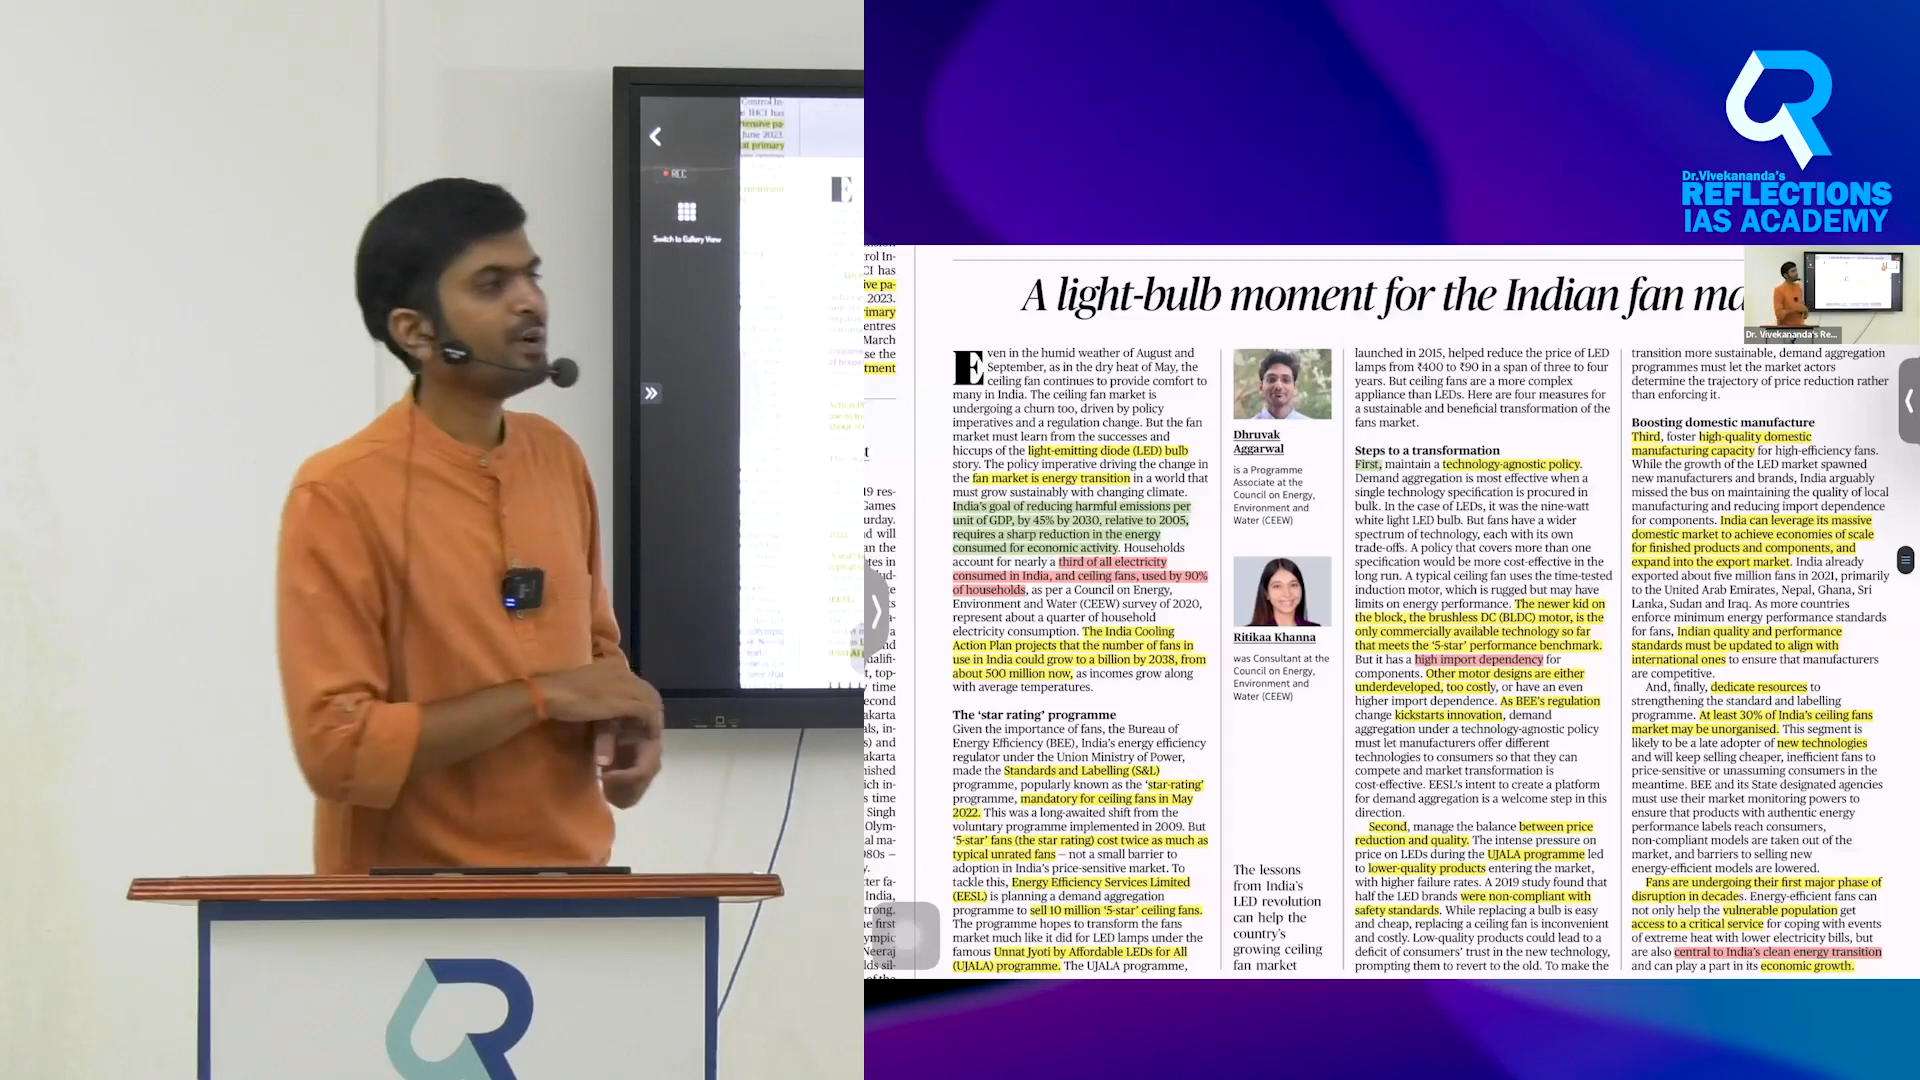 Control In-
e IHCI has
tensive pa-
June 2023.
al primary
REC
Switch to Gallery View
E
Dr.Vivekananda's
REFLECTIONS
IAS ACADEMY
Dr. Vivekananda's Re...
rol In-
CI has
ive pa-
2023.
rimary
entres
March
se the
tment
t
19 res-
Games
urday.
d will
A light-bulb moment for the Indian fan ma
Even in the humid weather of August and
September, as in the dry heat of May, the
ceiling fan continues to provide comfort to
many in India. The ceiling fan market is
undergoing a churn too, driven by policy
imperatives and a regulation change. But the fan
market must learn from the successes and
hiccups of the light-emitting diode (LED) bulb
story. The policy imperative driving the change in
the fan market is energy transition in a world that
must grow sustainably with changing climate.
India's goal of reducing harmful emissions per
unit of GDP, by 45% by 2030, relative to 2005,
requires a sharp reduction in the energy
consumed for economic activity. Households
account for nearly a third of all electricity
consumed in India, and ceiling fans, used by 90%
of households, as per a Council on Energy,
Environment and Water (CEEW) survey of 2020,
represent about a quarter of household
electricity consumption. The India Cooling
Action Plan projects that the number of fans in
use in India could grow to a billion by 2038, from
about 500 million now, as incomes grow along
with average temperatures.
The 'star rating' programme
Given the importance of fans, the Bureau of
Energy Efficiency (BEE), India's energy efficiency
regulator under the Union Ministry of Power,
made the Standards and Labelling (S&L)
programme, popularly known as the 'star-rating'
programme, mandatory for ceiling fans in May
2022. This was a long-awaited shift from the
voluntary programme implemented in 2009. But
'5-star' fans (the star rating) cost twice as much as
typical unrated fans — not a small barrier to
adoption in India's price-sensitive market. To
tackle this, Energy Efficiency Services Limited
(EESL) is planning a demand aggregation
programme to sell 10 million '5-star' ceiling fans.
The programme hopes to transform the fans
market much like it did for LED lamps under the
famous Unnat Jyoti by Affordable LEDs for All
(UJALA) programme. The UJALA programme,
Dhruvak
Aggarwal
is a Programme
Associate at the
Council on Energy,
Environment and
Water (CEEW)
Ritikaa Khanna
was Consultant at the
Council on Energy,
Environment and
Water (CEEW)
The lessons
from India's
LED revolution
can help the
country's
growing ceiling
fan market
launched in 2015, helped reduce the price of LED
lamps from ₹400 to ₹90 in a span of three to four
years. But ceiling fans are a more complex
appliance than LEDs. Here are four measures for
a sustainable and beneficial transformation of the
fans market.
Steps to a transformation
First, maintain a technology-agnostic policy.
Demand aggregation is most effective when a
single technology specification is procured in
bulk. In the case of LEDs, it was the nine-watt
white light LED bulb. But fans have a wider
spectrum of technology, each with its own
trade-offs. A policy that covers more than one
specification would be more cost-effective in the
long run. A typical ceiling fan uses the time-tested
induction motor, which is rugged but may have
limits on energy performance. The newer kid on
the block, the brushless DC (BLDC) motor, is the
only commercially available technology so far
that meets the '5-star' performance benchmark.
But it has a high import dependency for
components. Other motor designs are either
underdeveloped, too costly, or have an even
higher import dependence. As BEE's regulation
change kickstarts innovation, demand
aggregation under a technology-agnostic policy
must let manufacturers offer different
technologies to consumers so that they can
compete and market transformation is
cost-effective. EESL's intent to create a platform
for demand aggregation is a welcome step in this
direction.
Second, manage the balance between price
reduction and quality. The intense pressure on
price on LEDs during the UJALA programme led
to lower-quality products entering the market,
with higher failure rates. A 2019 study found that
half the LED brands were non-compliant with
safety standards. While replacing a bulb is easy
and cheap, replacing a ceiling fan is inconvenient
and costly. Low-quality products could lead to a
deficit of consumers' trust in the new technology,
prompting them to revert to the old. To make the
transition more sustainable, demand aggregation
programmes must let the market actors
determine the trajectory of price reduction rather
than enforcing it.
Boosting domestic manufacture
Third, foster high-quality domestic
manufacturing capacity for high-efficiency fans.
While the growth of the LED market spawned
new manufacturers and brands, India arguably
missed the bus on maintaining the quality of local
manufacturing and reducing import dependence
for components. India can leverage its massive
domestic market to achieve economies of scale
for finished products and components, and
expand into the export market. India already
exported about five million fans in 2021, primarily
to the United Arab Emirates, Nepal, Ghana, Sri
Lanka, Sudan and Iraq. As more countries
enforce minimum energy performance standards
for fans, Indian quality and performance
standards must be updated to align with
international ones to ensure that manufacturers
are competitive.
And, finally, dedicate resources to
strengthening the standard and labelling
programme. At least 30% of India's ceiling fans
market may be unorganised. This segment is
likely to be a late adopter of new technologies
and will keep selling cheaper, inefficient fans to
price-sensitive or unassuming consumers in the
meantime. BEE and its State designated agencies
must use their market monitoring powers to
ensure that products with authentic energy
performance labels reach consumers,
non-compliant models are taken out of the
market, and barriers to selling new
energy-efficient models are lowered.
Fans are undergoing their first major phase of
disruption in decades. Energy-efficient fans can
not only help the vulnerable population get
access to a critical service for coping with events
of extreme heat with lower electricity bills, but
are also central to India's clean energy transition
and can play a part in its economic growth.